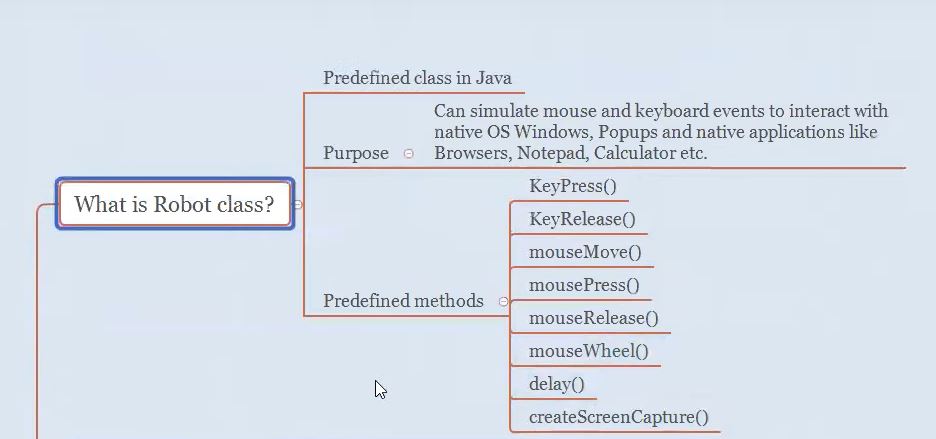 What is Robot class?
Predefined class in Java
Purpose
Can simulate mouse and keyboard events to interact with
native OS Windows, Popups and native applications like
Browsers, Notepad, Calculator etc.
Predefined methods
KeyPress()
KeyRelease()
mouseMove()
mousePress()
mouseRelease()
mouseWheel()
delay()
createScreenCapture()